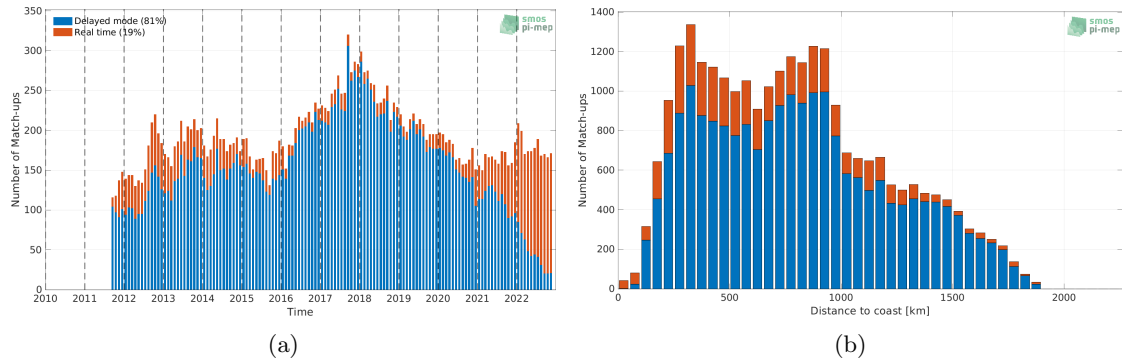 Delayed mode (81%)
Real time (19%)
smos
pi-mep
350
300
250
200
150
100
50
0
Number of Match-ups
2010 2011 2012 2013 2014 2015 2016 2017 2018 2019 2020 2021 2022
Time
(a)
smos
pi-mep
1400
1200
1000
800
600
400
200
0
Number of Match-ups
0 500 1000 1500 2000
Distance to coast [km]
(b)